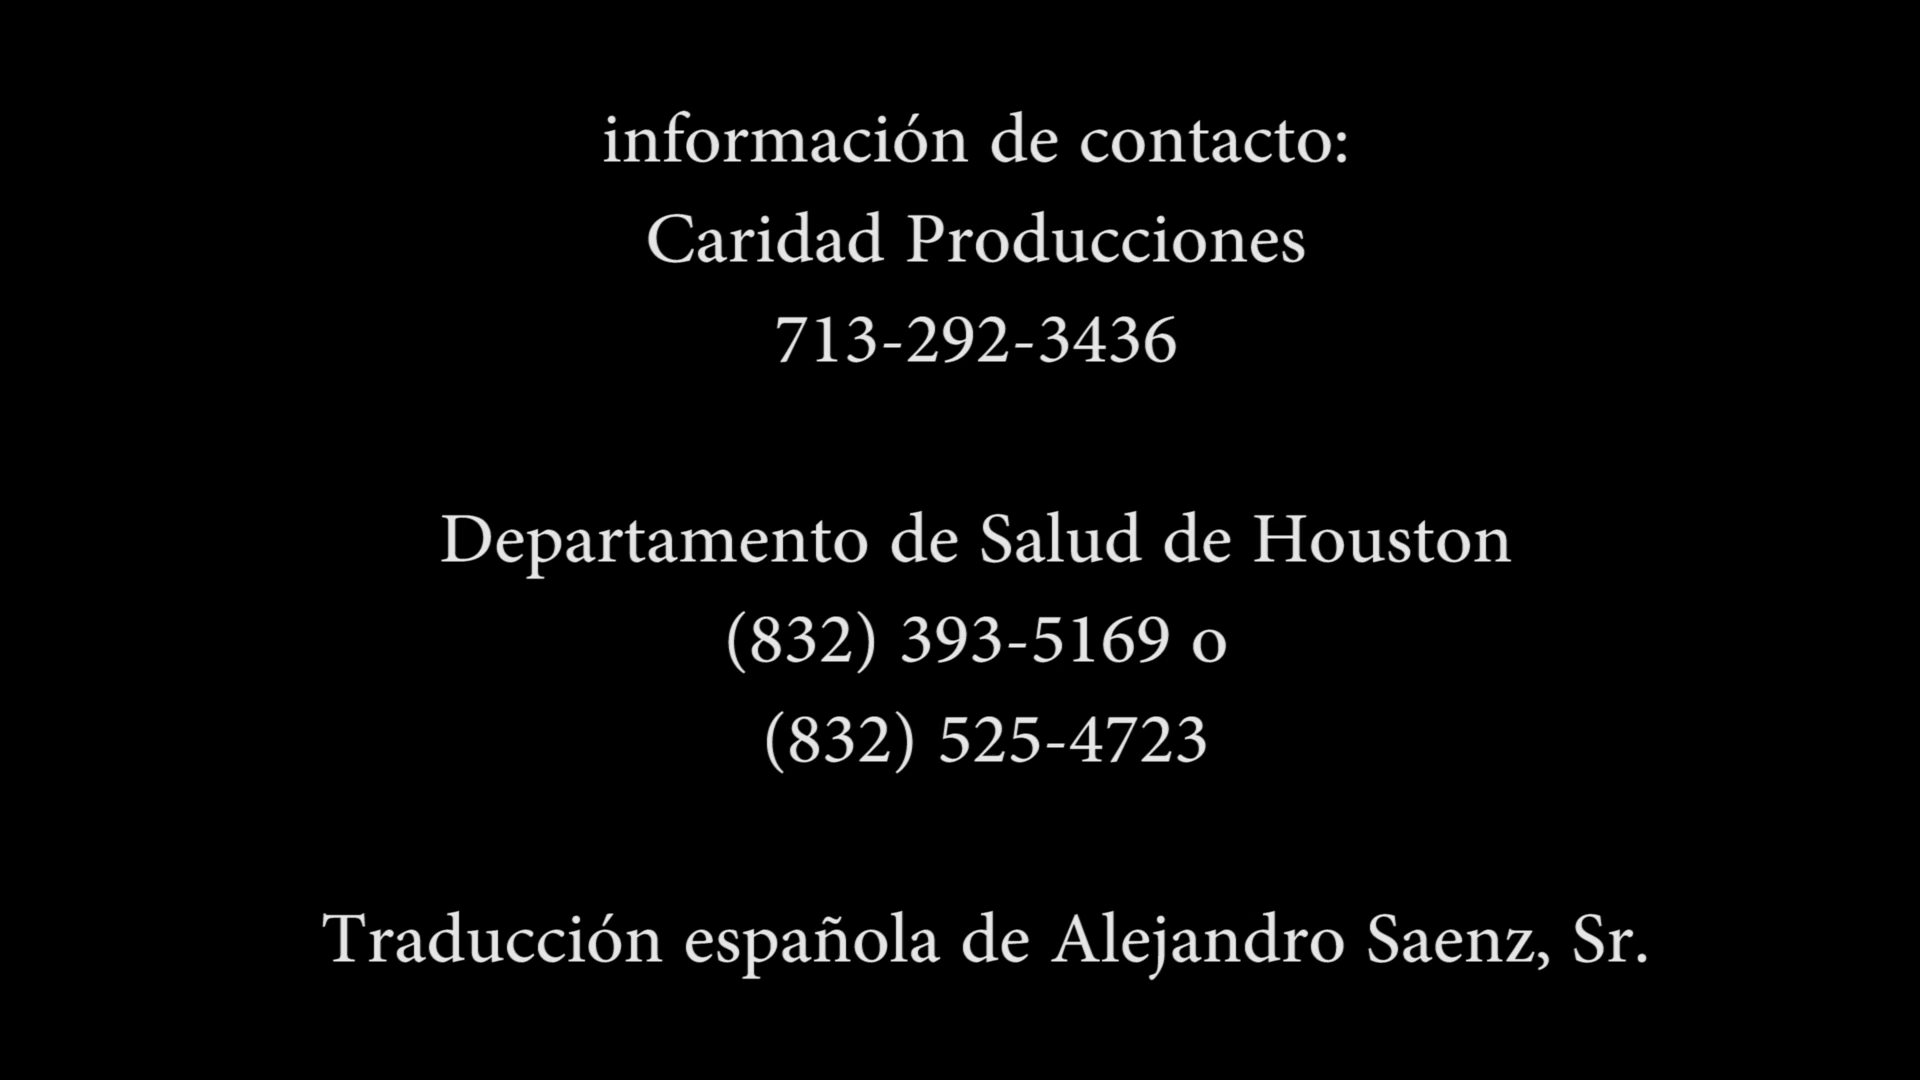 información de contacto:
Caridad Producciones
713-292-3436
Departamento de Salud de Houston
(832) 393-5169 o
(832) 525-4723
Traducción española de Alejandro Saenz, Sr.